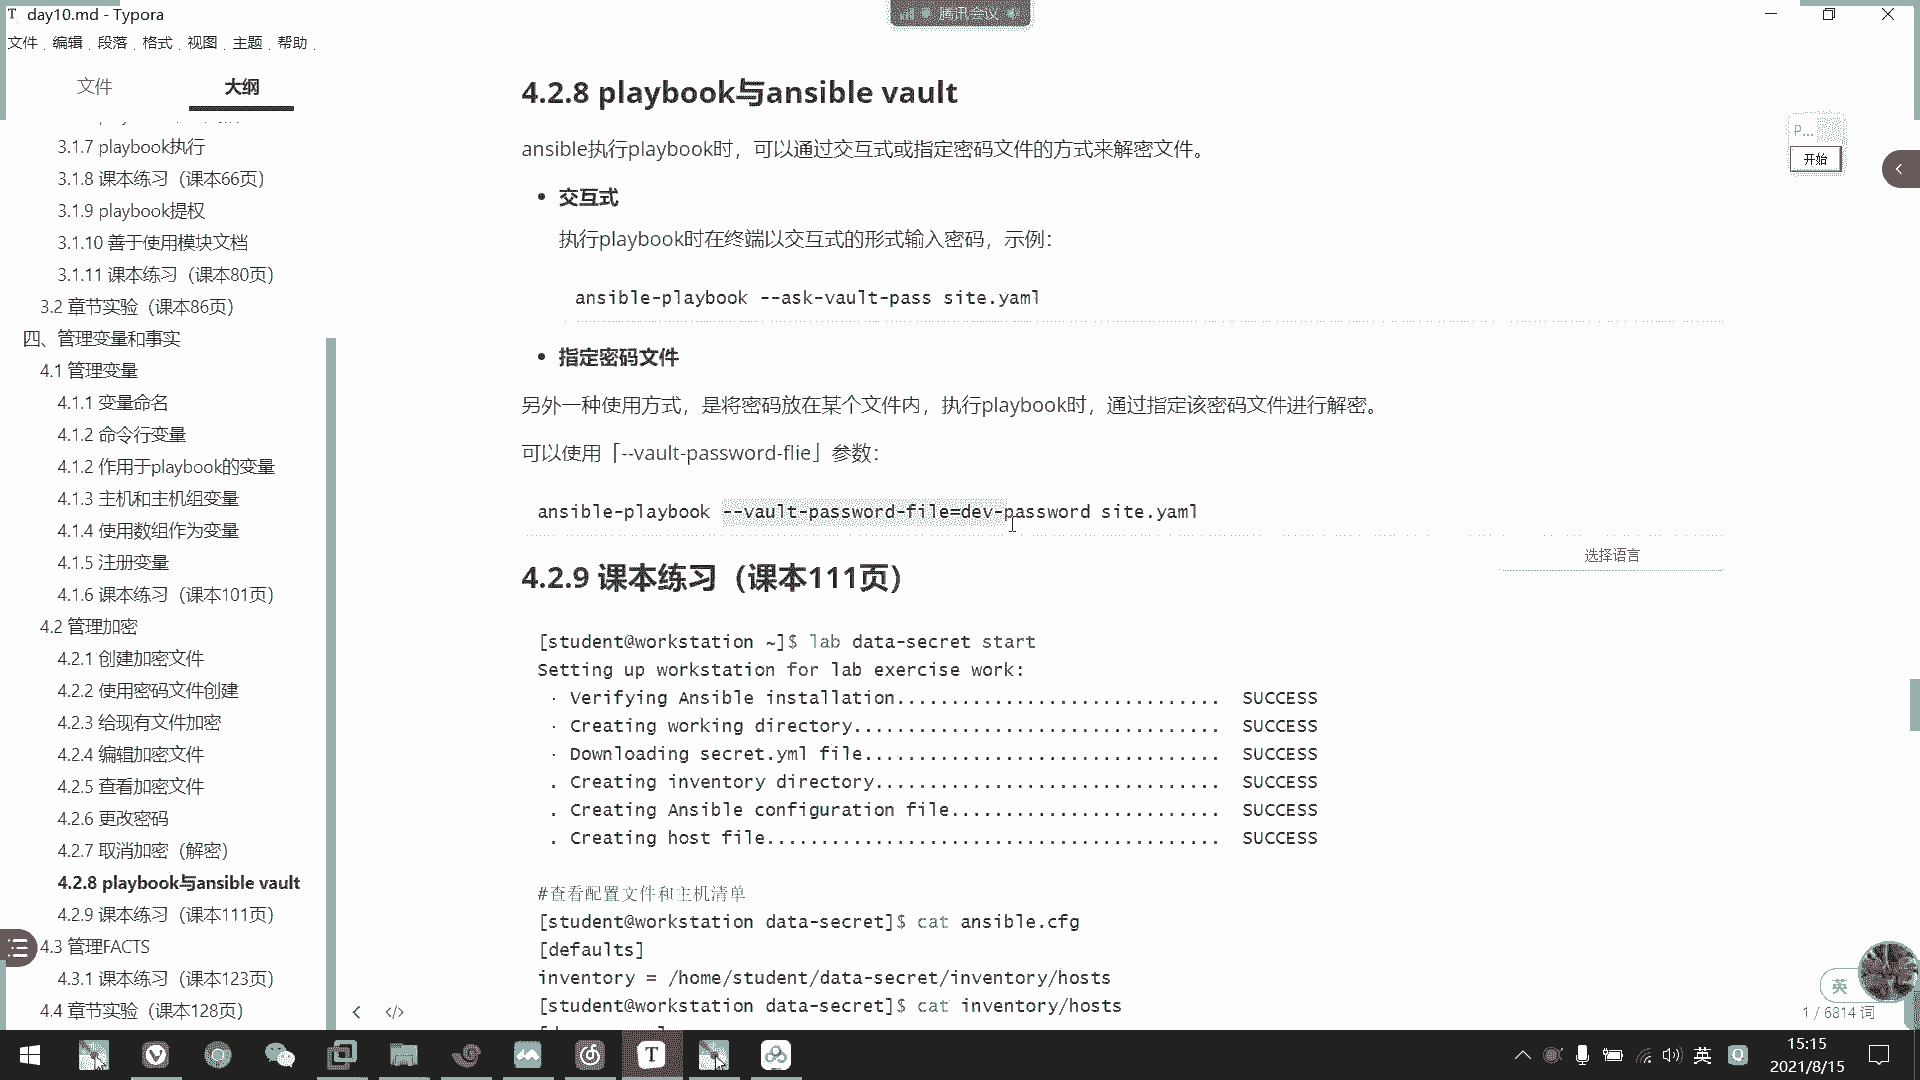 day10.md - Typora
腾讯会议
文件 编辑 段落 格式 视图 主题 帮助
文件
大纲
3.1.7 playbook执行
3.1.8 课本练习（课本66页）
3.1.9 playbook提权
3.1.10 善于使用模块文档
3.1.11 课本练习（课本80页）
3.2 章节实验（课本86页）
四、管理变量和事实
4.1 管理变量
4.1.1 变量命名
4.1.2 命令行变量
4.1.2 作用于playbook的变量
4.1.3 主机和主机组变量
4.1.4 使用数组作为变量
4.1.5 注册变量
4.1.6 课本练习（课本101页）
4.2 管理加密
4.2.1 创建加密文件
4.2.2 使用密码文件创建
4.2.3 给现有文件加密
4.2.4 编辑加密文件
4.2.5 查看加密文件
4.2.6 更改密码
4.2.7 取消加密（解密）
4.2.8 playbook与ansible vault
4.2.9 课本练习（课本111页）
4.3 管理FACTS
4.3.1 课本练习（课本123页）
4.4 章节实验（课本128页）
4.2.8 playbook与ansible vault
ansible执行playbook时，可以通过交互式或指定密码文件的方式来解密文件。
• 交互式
执行playbook时在终端以交互式的形式输入密码，示例：
ansible-playbook --ask-vault-pass site.yaml
• 指定密码文件
另外一种使用方式，是将密码放在某个文件内，执行playbook时，通过指定该密码文件进行解密。
可以使用「--vault-password-flie」参数：
ansible-playbook --vault-password-file=dev-password site.yaml
选择语言
4.2.9 课本练习（课本111页）
[student@workstation ~]$ lab data-secret start
Setting up workstation for lab exercise work:
· Verifying Ansible installation.............................. SUCCESS
· Creating working directory.................................. SUCCESS
· Downloading secret.yml file................................. SUCCESS
. Creating inventory directory................................ SUCCESS
. Creating Ansible configuration file......................... SUCCESS
. Creating host file.......................................... SUCCESS
#查看配置文件和主机清单
[student@workstation data-secret]$ cat ansible.cfg
[defaults]
inventory = /home/student/data-secret/inventory/hosts
[student@workstation data-secret]$ cat inventory/hosts
P...
开始
英
1 / 6814 词
英
15:15
2021/8/15